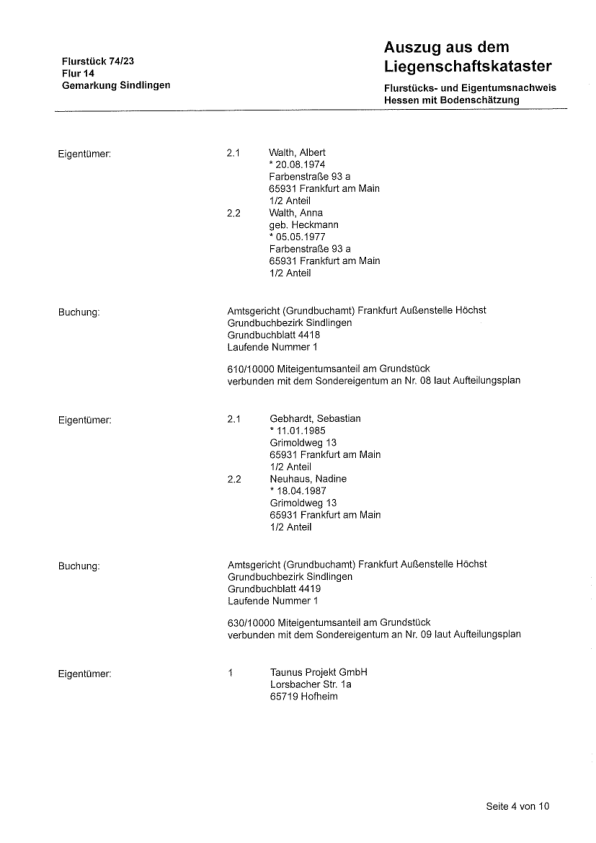 Flurstück 74/23
Flur 14
Gemarkung Sindlingen
Auszug aus dem
Liegenschaftskataster
Flurstücks- und Eigentumsnachweis
Hessen mit Bodenschätzung
Eigentümer: 2.1 Walth, Albert
* 20.08.1974
Farbenstraße 93 a
65931 Frankfurt am Main
1/2 Anteil
2.2 Walth, Anna
geb. Heckmann
* 05.05.1977
Farbenstraße 93 a
65931 Frankfurt am Main
1/2 Anteil
Buchung: Amtsgericht (Grundbuchamt) Frankfurt Außenstelle Höchst
Grundbuchbezirk Sindlingen
Grundbuchblatt 4418
Laufende Nummer 1
610/10000 Miteigentumsanteil am Grundstück
verbunden mit dem Sondereigentum an Nr. 08 laut Aufteilungsplan
Eigentümer: 2.1 Gebhardt, Sebastian
* 11.01.1985
Grimoldweg 13
65931 Frankfurt am Main
1/2 Anteil
2.2 Neuhaus, Nadine
* 18.04.1987
Grimoldweg 13
65931 Frankfurt am Main
1/2 Anteil
Buchung: Amtsgericht (Grundbuchamt) Frankfurt Außenstelle Höchst
Grundbuchbezirk Sindlingen
Grundbuchblatt 4419
Laufende Nummer 1
630/10000 Miteigentumsanteil am Grundstück
verbunden mit dem Sondereigentum an Nr. 09 laut Aufteilungsplan
Eigentümer: 1 Taunus Projekt GmbH
Lorsbacher Str. 1a
65719 Hofheim
Seite 4 von 10